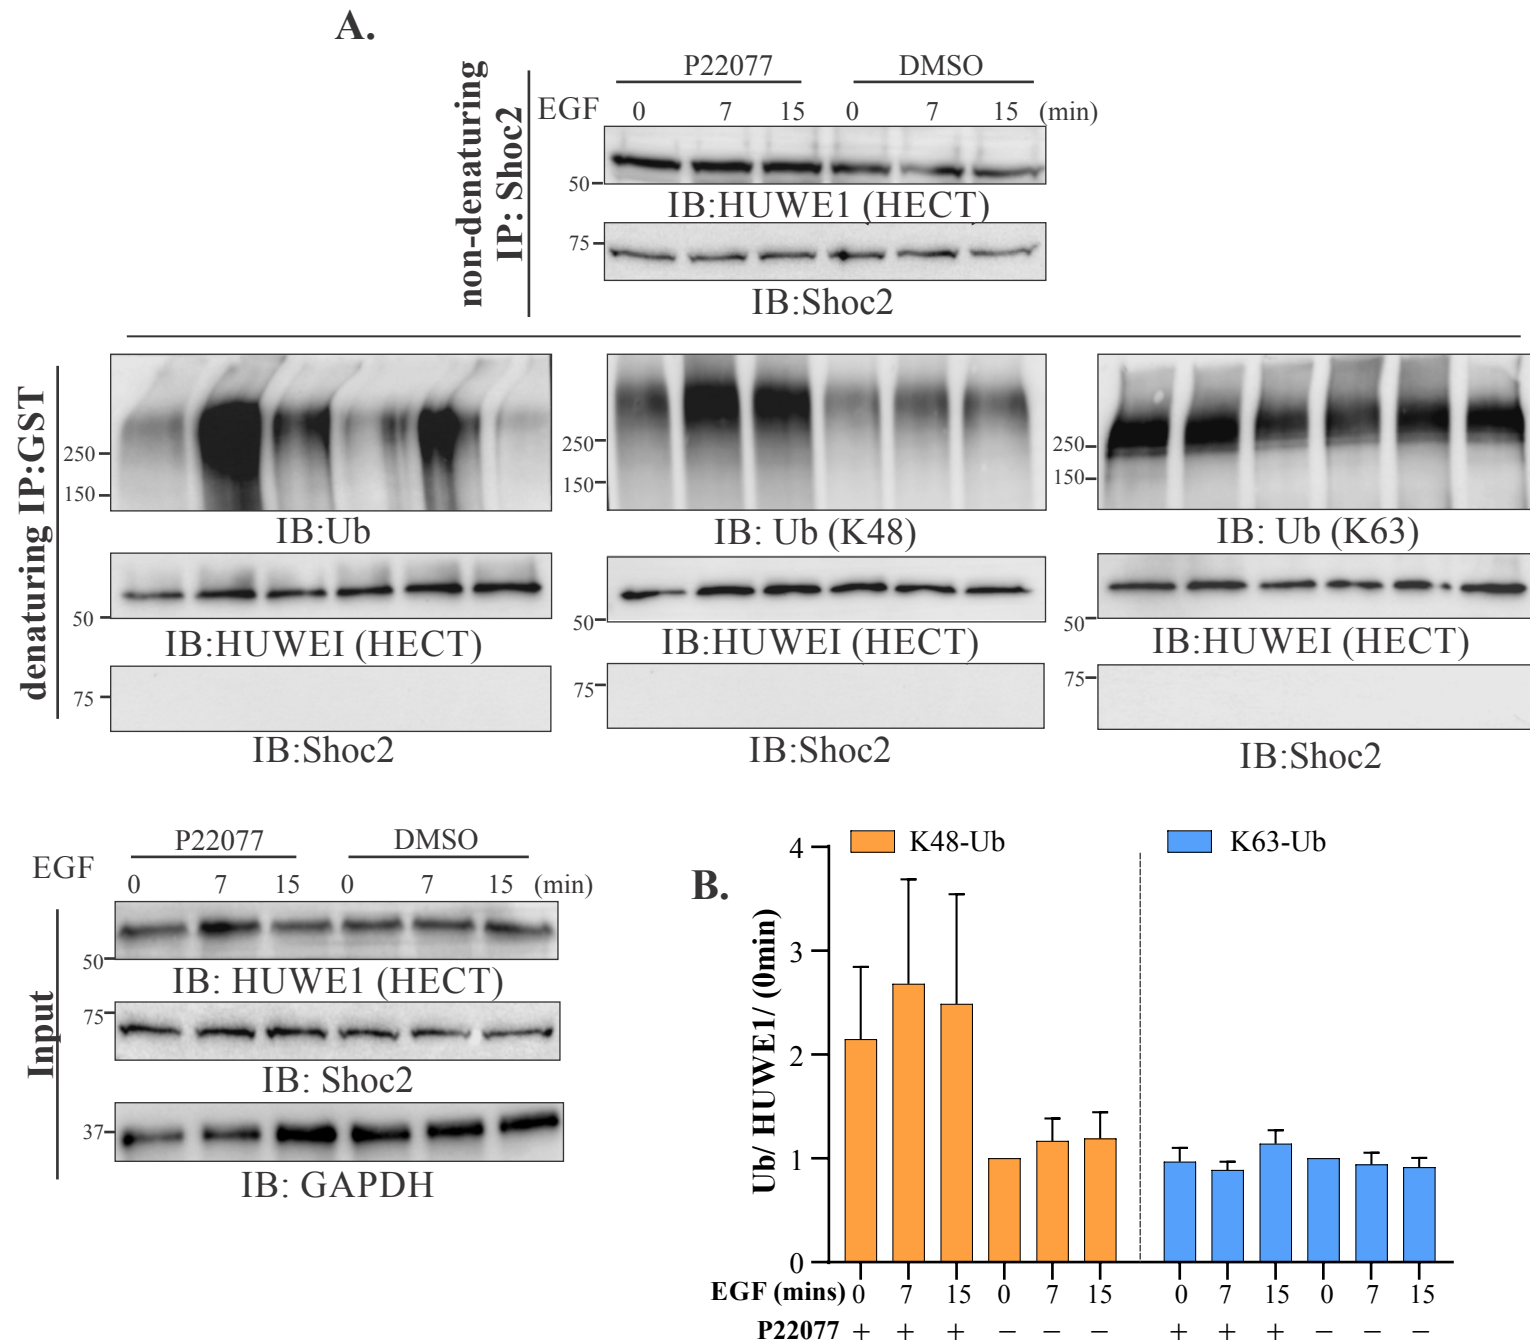 A.
non-denaturing
IP: Shoc2
P22077 DMSO
EGF 0 7 15 0 7 15 (min)
50
IB:HUWE1 (HECT)
75
IB:Shoc2
denaturing IP:GST
250
150
IB:Ub
50
IB:HUWEI (HECT)
75
IB:Shoc2
250
150
IB: Ub (K48)
50
IB:HUWEI (HECT)
75
IB:Shoc2
250
150
IB: Ub (K63)
50
IB:HUWEI (HECT)
75
IB:Shoc2
P22077 DMSO
EGF 0 7 15 0 7 15 (min)
Input
50
IB: HUWE1 (HECT)
75
IB: Shoc2
37
IB: GAPDH
B.
K48-Ub K63-Ub
Ub/ HUWE1/ (0min)
4
3
2
1
0
EGF (mins) 0 7 15 0 7 15 0 7 15 0 7 15
P22077 + + + − − − + + + − − −